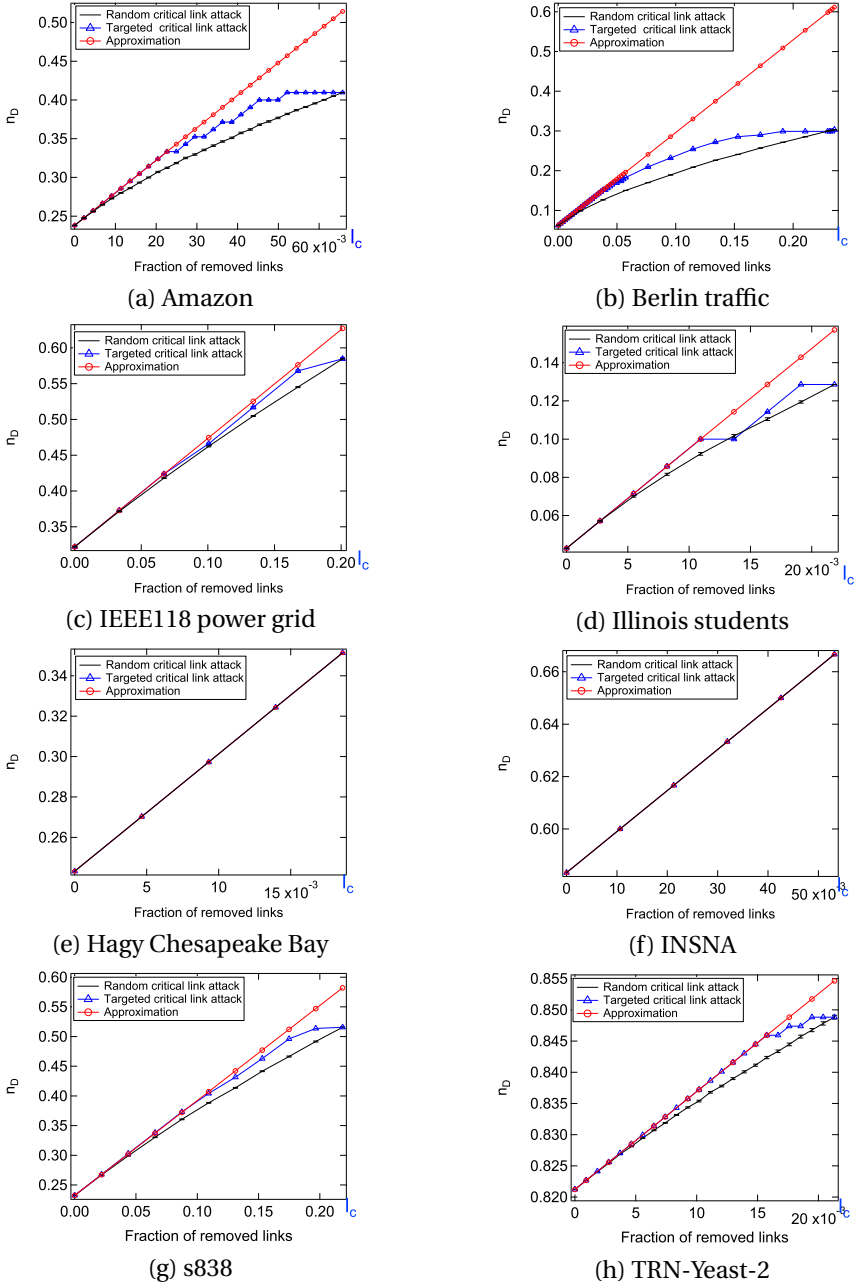 Random critical link attack
Targeted critical link attack
Approximation
0.50
0.45
0.40
0.35
0.30
0.25
n_D
0 10 20 30 40 50
60 x10⁻³
l_c
Fraction of removed links
(a) Amazon
Random critical link attack
Targeted critical link attack
Approximation
0.6
0.5
0.4
0.3
0.2
0.1
n_D
0.00 0.05 0.10 0.15 0.20
l_c
Fraction of removed links
(b) Berlin traffic
Random critical link attack
Targeted critical link attack
Approximation
0.60
0.55
0.50
0.45
0.40
0.35
n_D
0.00 0.05 0.10 0.15 0.20
l_c
Fraction of removed links
(c) IEEE118 power grid
Random critical link attack
Targeted critical link attack
Approximation
0.14
0.12
0.10
0.08
0.06
n_D
0 5 10 15 20 x10⁻³
l_c
Fraction of removed links
(d) Illinois students
Random critical link attack
Targeted critical link attack
Approximation
0.34
0.32
0.30
0.28
0.26
n_D
0 5 10 15 x10⁻³
l_c
Fraction of removed links
(e) Hagy Chesapeake Bay
Random critical link attack
Targeted critical link attack
Approximation
0.66
0.64
0.62
0.60
n_D
0 10 20 30 40 50 x10⁻³
l_c
Fraction of removed links
(f) INSNA
Random critical link attack
Targeted critical link attack
Approximation
0.60
0.55
0.50
0.45
0.40
0.35
0.30
0.25
n_D
0.00 0.05 0.10 0.15 0.20
l_c
Fraction of removed links
(g) s838
Random critical link attack
Targeted critical link attack
Approximation
0.855
0.850
0.845
0.840
0.835
0.830
0.825
0.820
n_D
0 5 10 15 20 x10⁻³
l_c
Fraction of removed links
(h) TRN-Yeast-2